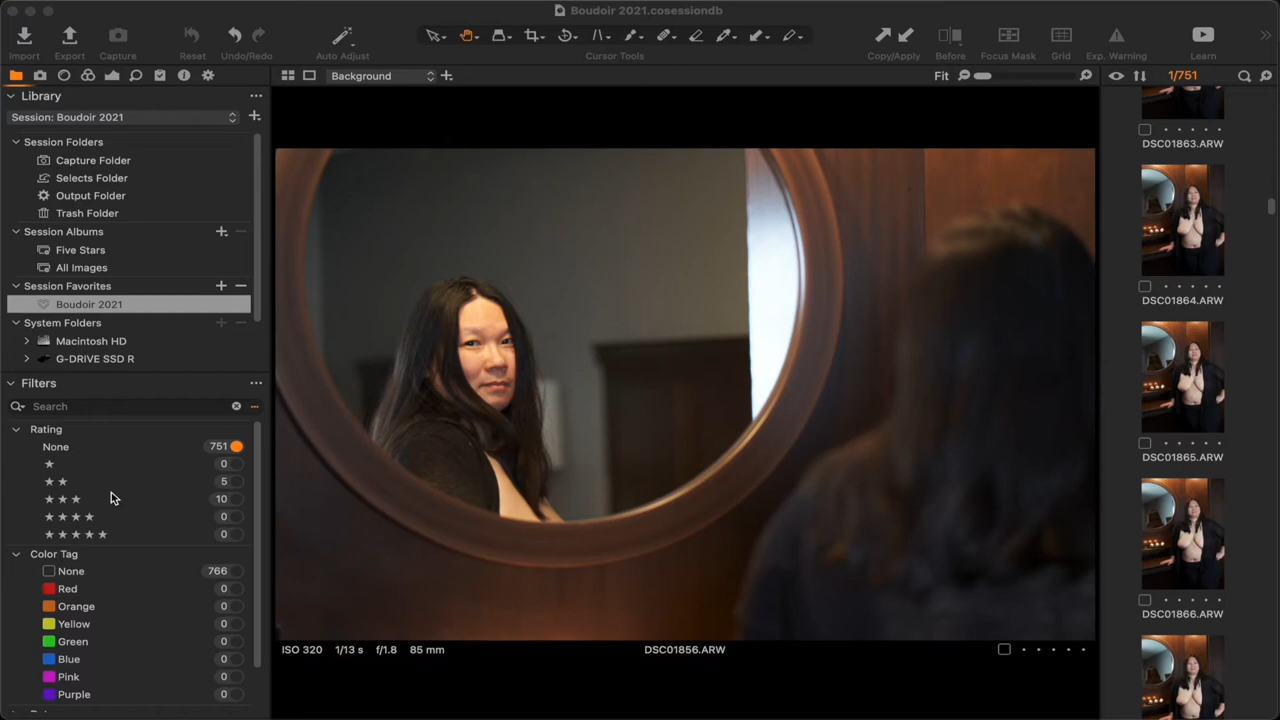 Boudoir 2021.cosessiondb
Import Export Capture Reset Undo/Redo Auto Adjust Cursor Tools Copy/Apply Before Focus Mask Grid Exp. Warning Learn
Background Fit 1/751
Library
Session: Boudoir 2021
Session Folders
Capture Folder
Selects Folder
Output Folder
Trash Folder
Session Albums
Five Stars
All Images
Session Favorites
Boudoir 2021
System Folders
Macintosh HD
G-DRIVE SSD R
Filters
Search
Rating
None 751
0
5
10
0
0
Color Tag
None 766
Red 0
Orange 0
Yellow 0
Green 0
Blue 0
Pink 0
Purple 0
ISO 320 1/13 s f/1.8 85 mm DSC01856.ARW
DSC01863.ARW
DSC01864.ARW
DSC01865.ARW
DSC01866.ARW